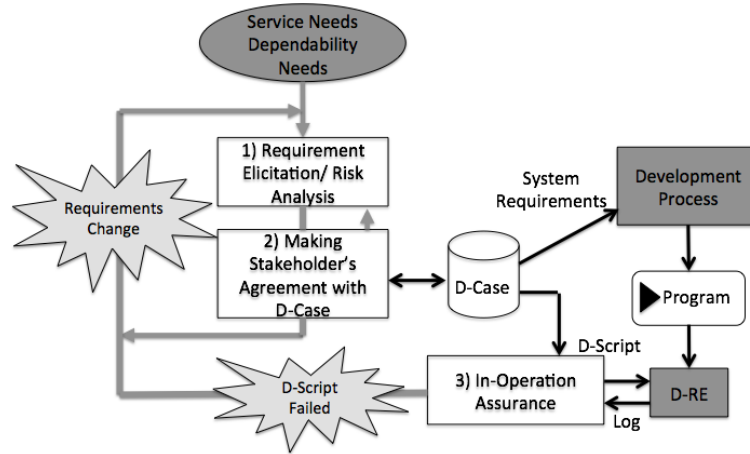 Service Needs
Dependability
Needs
1) Requirement
Elicitation/ Risk
Analysis
Requirements
Change
2) Making
Stakeholder's
Agreement with
D-Case
D-Case
System
Requirements
Development
Process
Program
D-Script
D-Script
Failed
3) In-Operation
Assurance
D-RE
Log